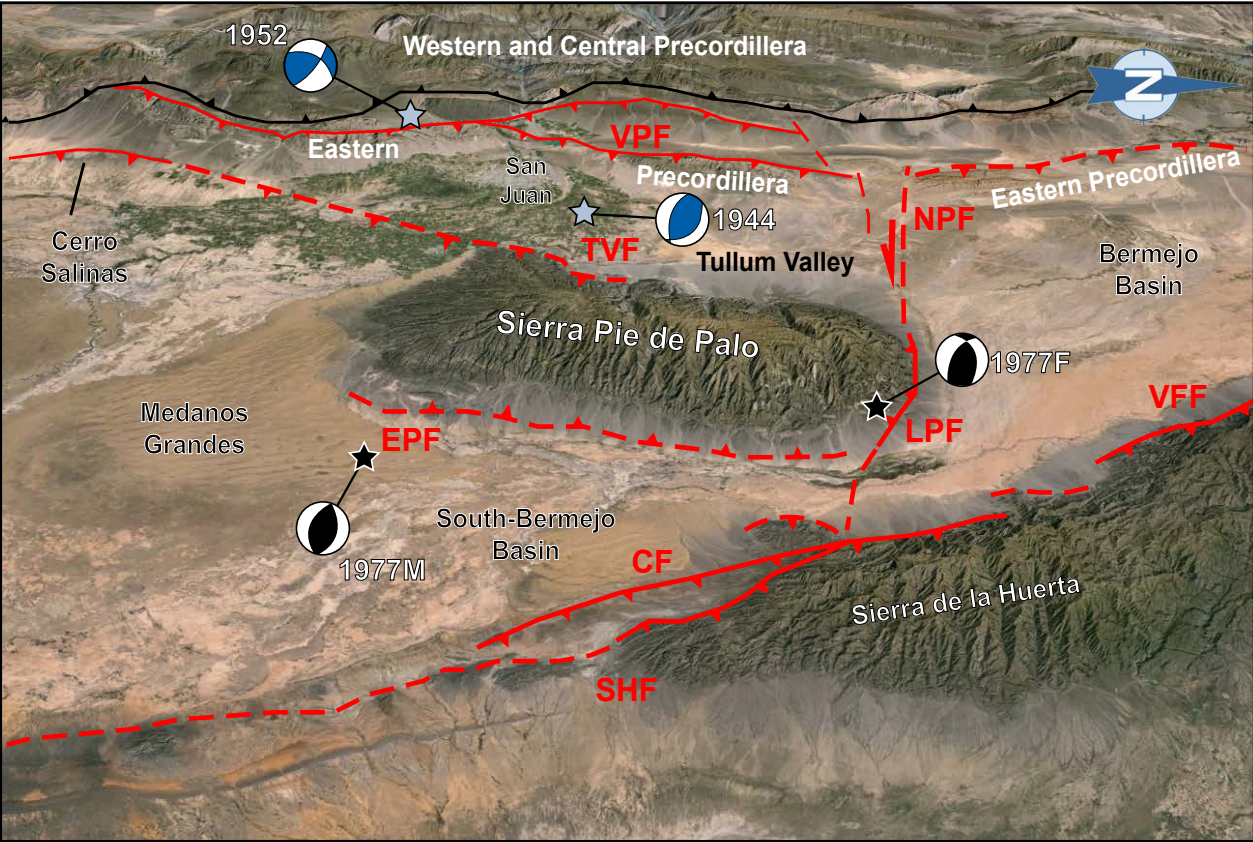 1952
Western and Central Precordillera
N
VPF
Eastern
San
Juan
Precordillera
Eastern Precordillera
Cerro
Salinas
1944
NPF
TVF
Tullum Valley
Bermejo
Basin
Sierra Pie de Palo
1977F
Medanos
Grandes
EPF
LPF
VFF
South-Bermejo
Basin
1977M
CF
Sierra de la Huerta
SHF